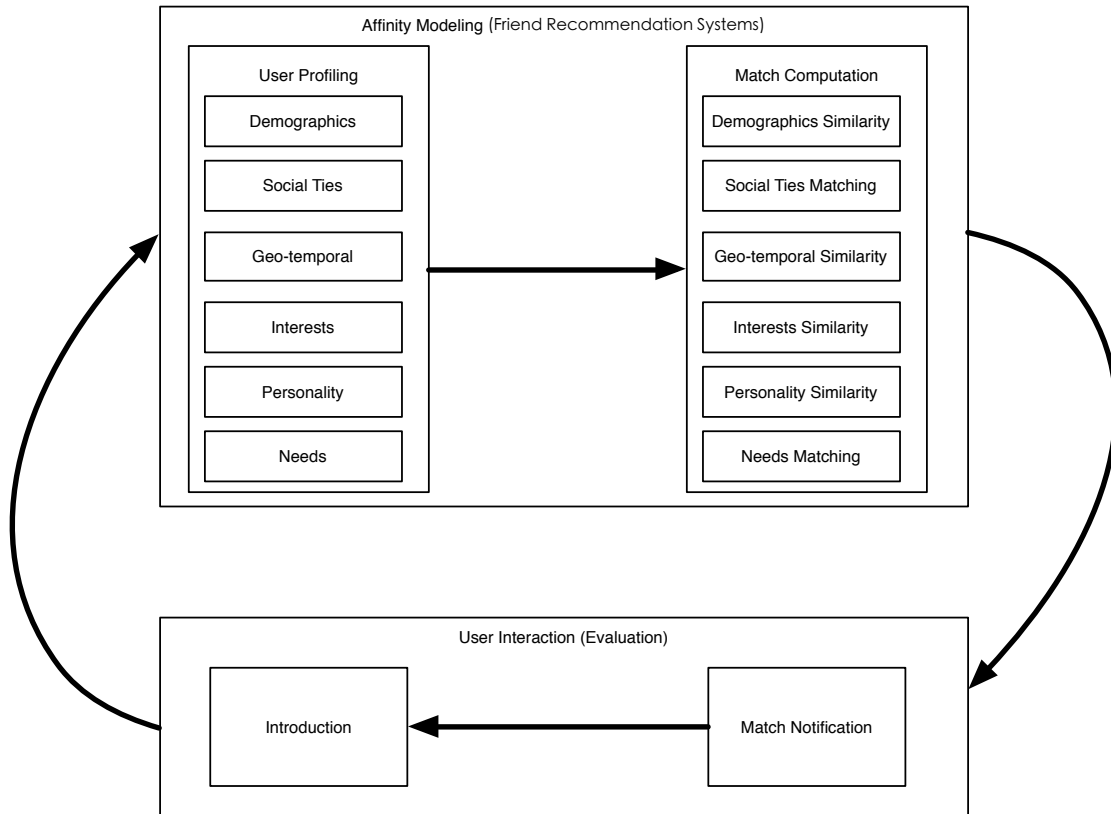 Affinity Modeling (Friend Recommendation Systems)
User Profiling
Demographics
Social Ties
Geo-temporal
Interests
Personality
Needs
Match Computation
Demographics Similarity
Social Ties Matching
Geo-temporal Similarity
Interests Similarity
Personality Similarity
Needs Matching
User Interaction (Evaluation)
Introduction
Match Notification